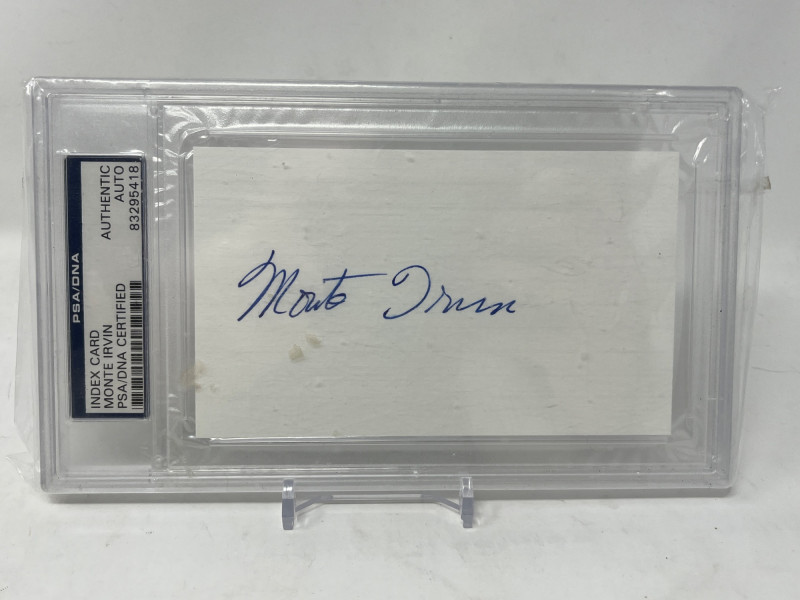 PSA/DNA
INDEX CARD
MONTE IRVIN
PSA/DNA CERTIFIED
AUTHENTIC
AUTO
83295418
Monte Irvin